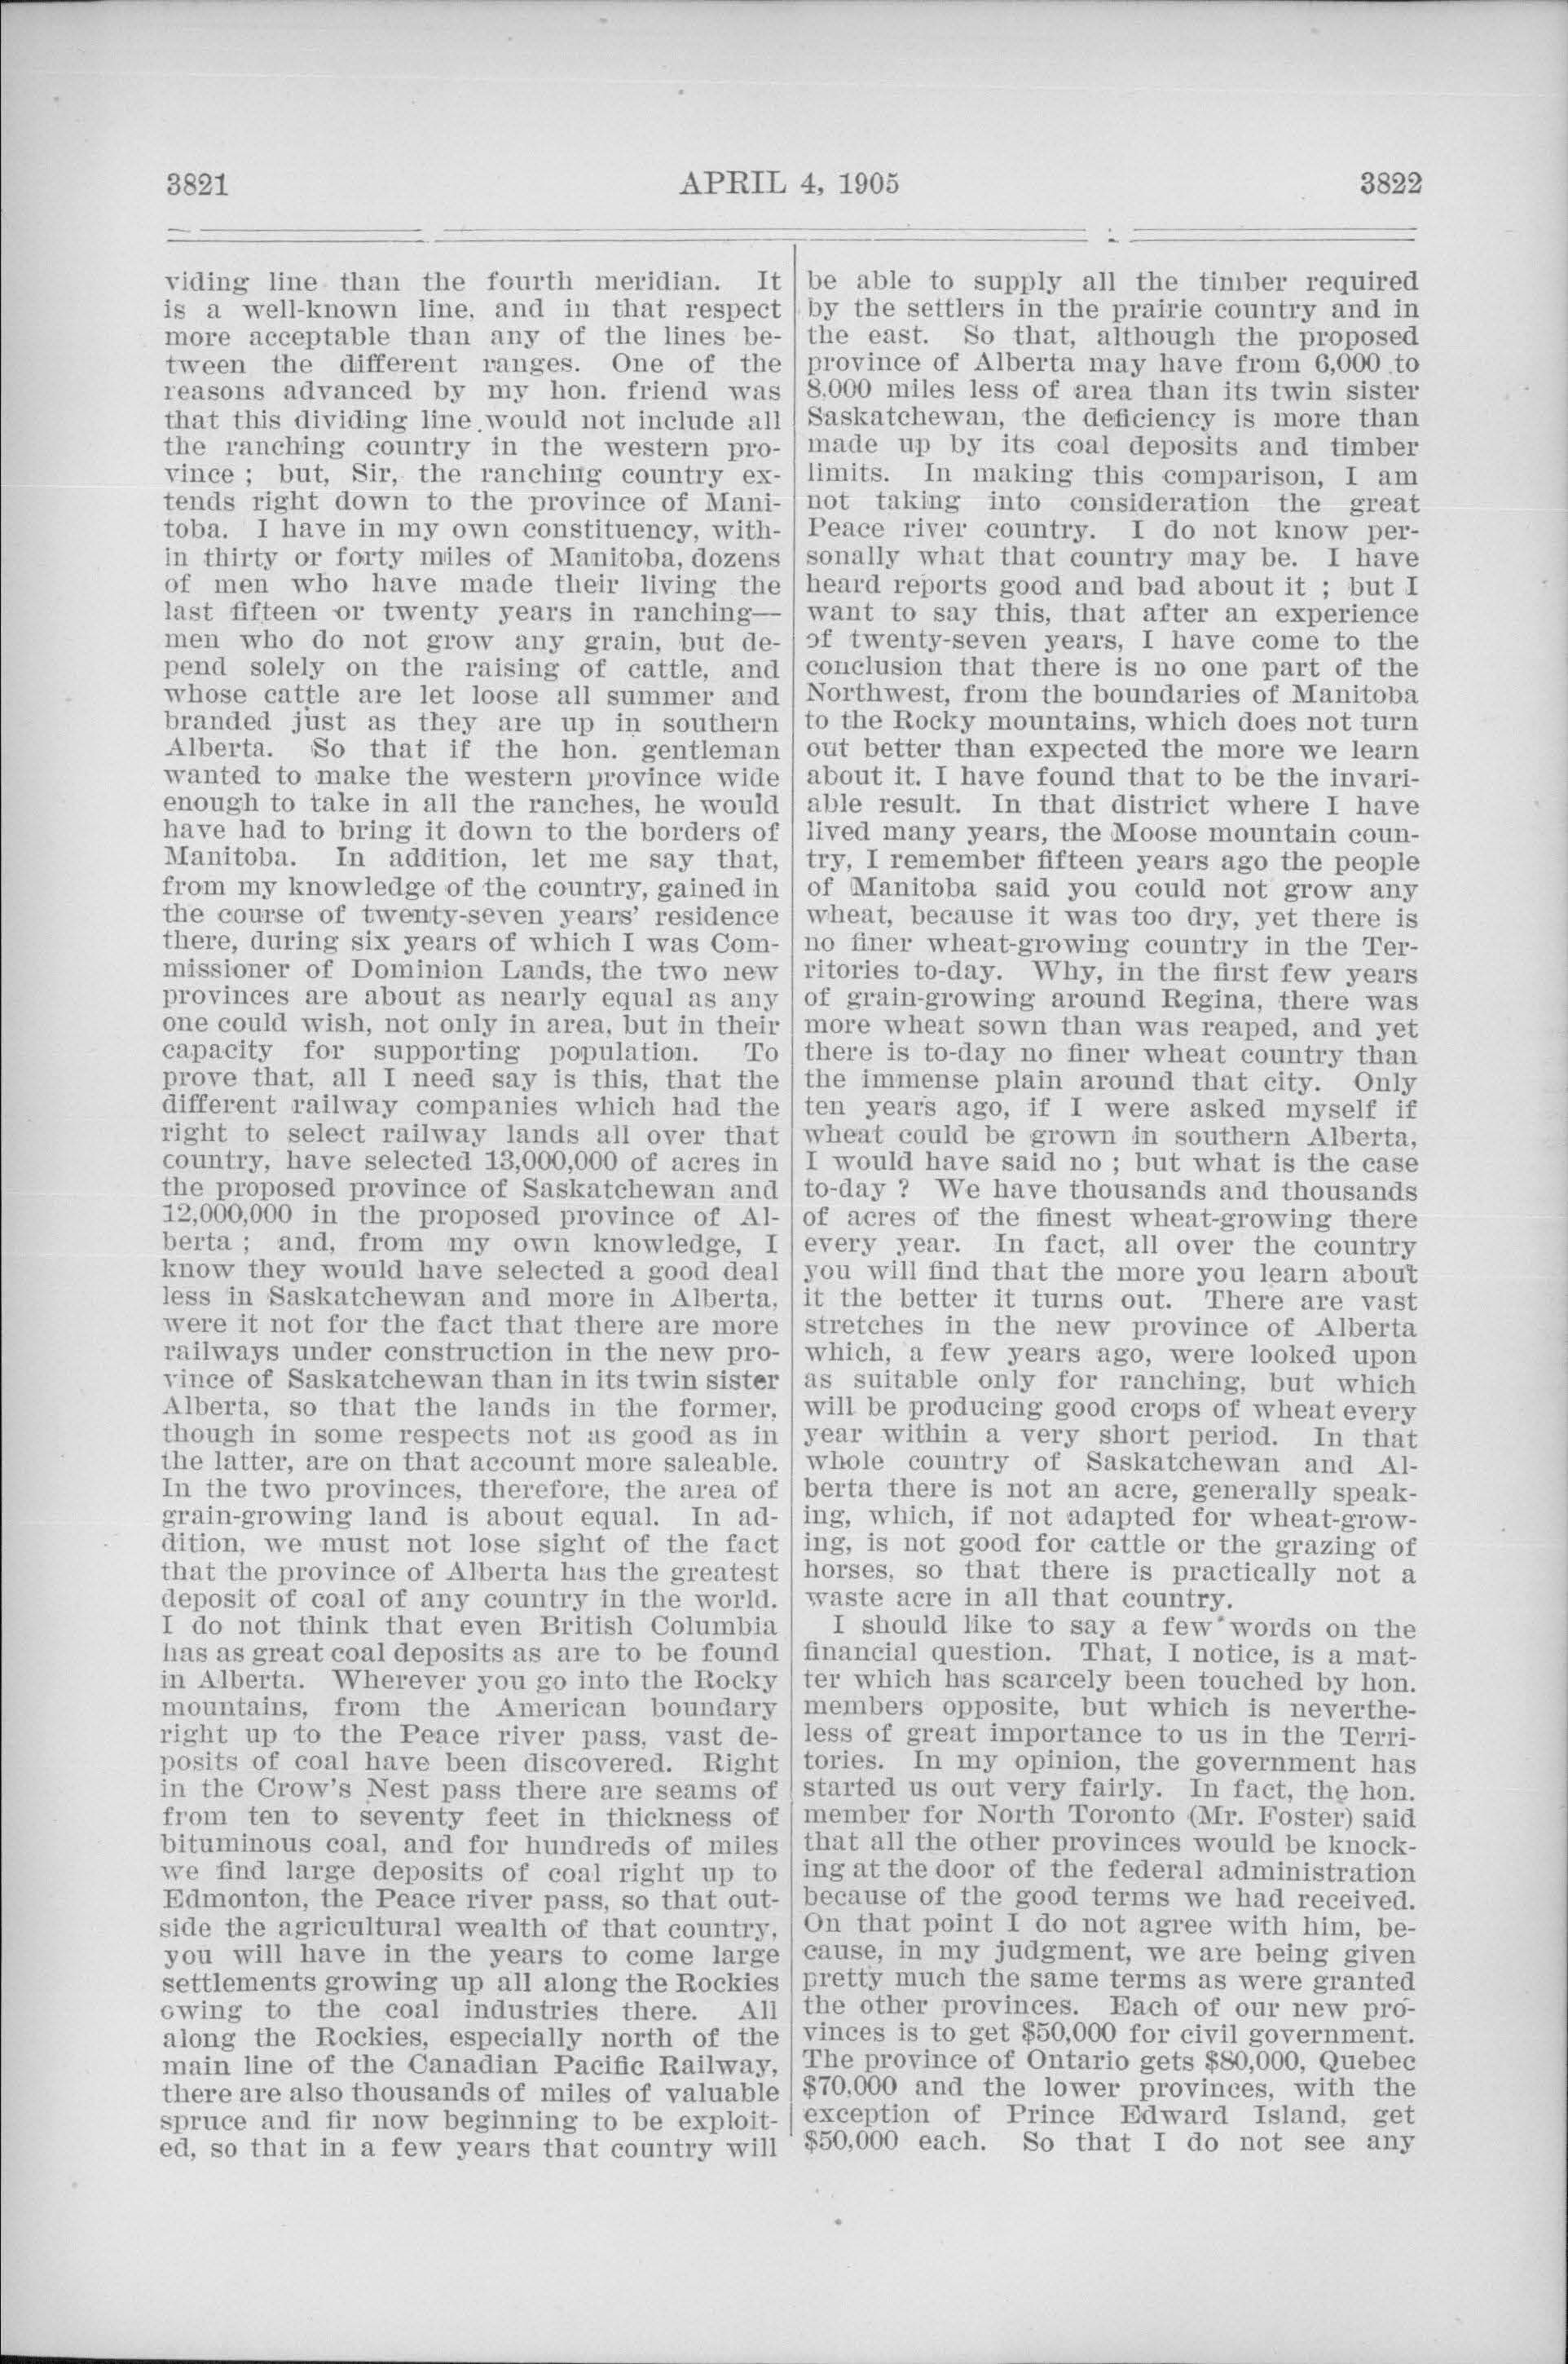 3821
APRIL 4, 1905
3822
viding line than the fourth meridian. It
is a well-known line, and in that respect
more acceptable than any of the lines be-
tween the different ranges. One of the
reasons advanced by my hon. friend was
that this dividing line would not include all
the ranching country in the western pro-
vince ; but, Sir, the ranching country ex-
tends right down to the province of Mani-
toba. I have in my own constituency, with-
in thirty or forty miles of Manitoba, dozens
of men who have made their living the
last fifteen or twenty years in ranching—
men who do not grow any grain, but de-
pend solely on the raising of cattle, and
whose cattle are let loose all summer and
branded just as they are up in southern
Alberta. So that if the hon. gentleman
wanted to make the western province wide
enough to take in all the ranches, he would
have had to bring it down to the borders of
Manitoba. In addition, let me say that,
from my knowledge of the country, gained in
the course of twenty-seven years' residence
there, during six years of which I was Com-
missioner of Dominion Lands, the two new
provinces are about as nearly equal as any
one could wish, not only in area, but in their
capacity for supporting population. To
prove that, all I need say is this, that the
different railway companies which had the
right to select railway lands all over that
country, have selected 13,000,000 of acres in
the proposed province of Saskatchewan and
12,000,000 in the proposed province of Al-
berta ; and, from my own knowledge, I
know they would have selected a good deal
less in Saskatchewan and more in Alberta,
were it not for the fact that there are more
railways under construction in the new pro-
vince of Saskatchewan than in its twin sister
Alberta, so that the lands in the former,
though in some respects not as good as in
the latter, are on that account more saleable.
In the two provinces, therefore, the area of
grain-growing land is about equal. In ad-
dition, we must not lose sight of the fact
that the province of Alberta has the greatest
deposit of coal of any country in the world.
I do not think that even British Columbia
has as great coal deposits as are to be found
in Alberta. Wherever you go into the Rocky
mountains, from the American boundary
right up to the Peace river pass, vast de-
posits of coal have been discovered. Right
in the Crow's Nest pass there are seams of
from ten to seventy feet in thickness of
bituminous coal, and for hundreds of miles
we find large deposits of coal right up to
Edmonton, the Peace river pass, so that out-
side the agricultural wealth of that country,
you will have in the years to come large
settlements growing up all along the Rockies
owing to the coal industries there. All
along the Rockies, especially north of the
main line of the Canadian Pacific Railway,
there are also thousands of miles of valuable
spruce and fir now beginning to be exploit-
ed, so that in a few years that country will
be able to supply all the timber required
by the settlers in the prairie country and in
the east. So that, although the proposed
province of Alberta may have from 6,000 to
8,000 miles less of area than its twin sister
Saskatchewan, the deficiency is more than
made up by its coal deposits and timber
limits. In making this comparison, I am
not taking into consideration the great
Peace river country. I do not know per-
sonally what that country may be. I have
heard reports good and bad about it ; but I
want to say this, that after an experience
of twenty-seven years, I have come to the
conclusion that there is no one part of the
Northwest, from the boundaries of Manitoba
to the Rocky mountains, which does not turn
out better than expected the more we learn
about it. I have found that to be the invari-
able result. In that district where I have
lived many years, the Moose mountain coun-
try, I remember fifteen years ago the people
of Manitoba said you could not grow any
wheat, because it was too dry, yet there is
no finer wheat-growing country in the Ter-
ritories to-day. Why, in the first few years
of grain-growing around Regina, there was
more wheat sown than was reaped, and yet
there is to-day no finer wheat country than
the immense plain around that city. Only
ten years ago, if I were asked myself if
wheat could be grown in southern Alberta,
I would have said no ; but what is the case
to-day ? We have thousands and thousands
of acres of the finest wheat-growing there
every year. In fact, all over the country
you will find that the more you learn about
it the better it turns out. There are vast
stretches in the new province of Alberta
which, a few years ago, were looked upon
as suitable only for ranching, but which
will be producing good crops of wheat every
year within a very short period. In that
whole country of Saskatchewan and Al-
berta there is not an acre, generally speak-
ing, which, if not adapted for wheat-grow-
ing, is not good for cattle or the grazing of
horses, so that there is practically not a
waste acre in all that country.
I should like to say a few words on the
financial question. That, I notice, is a mat-
ter which has scarcely been touched by hon.
members opposite, but which is neverthe-
less of great importance to us in the Terri-
tories. In my opinion, the government has
started us out very fairly. In fact, the hon.
member for North Toronto (Mr. Foster) said
that all the other provinces would be knock-
ing at the door of the federal administration
because of the good terms we had received.
On that point I do not agree with him, be-
cause, in my judgment, we are being given
pretty much the same terms as were granted
the other provinces. Each of our new pro-
vinces is to get $50,000 for civil government.
The province of Ontario gets $80,000, Quebec
$70,000 and the lower provinces, with the
exception of Prince Edward Island, get
$50,000 each. So that I do not see any